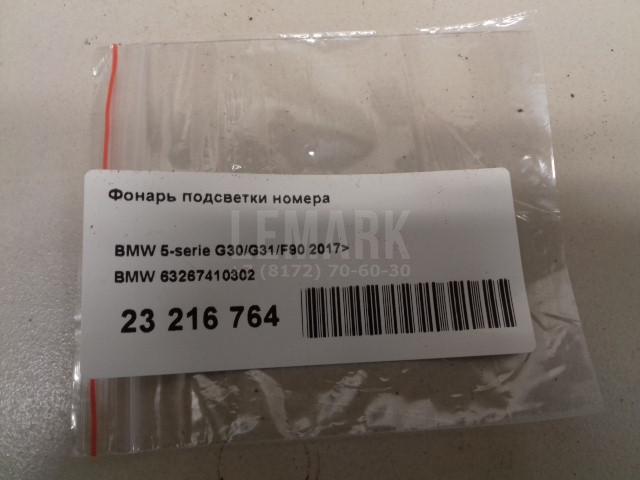 Фонарь подсветки номера
LEMARK
BMW 5-serie G30/G31/F90 2017>
(8172) 70-60-30
BMW 63267410302
23 216 764